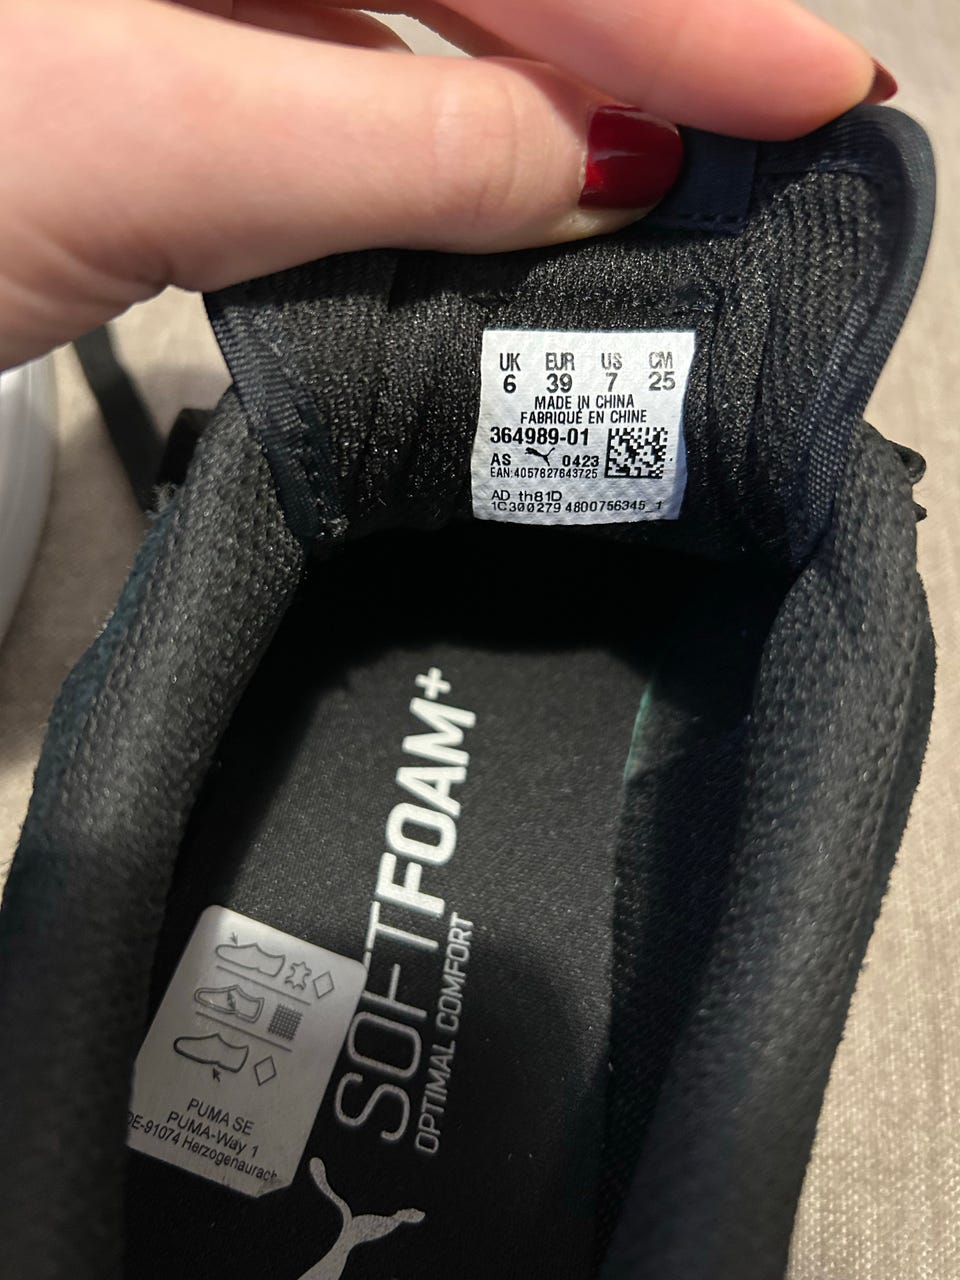 UK EUR US CM
6 39 7 25
MADE IN CHINA
FABRIQUÉ EN CHINE
364989-01
AS 0423
EAN:4057827643725
AD th81D
1C300279 4800756345_1
SOFTFOAM+
OPTIMAL COMFORT
PUMA SE
PUMA-Way 1
DE-91074 Herzogenaurach